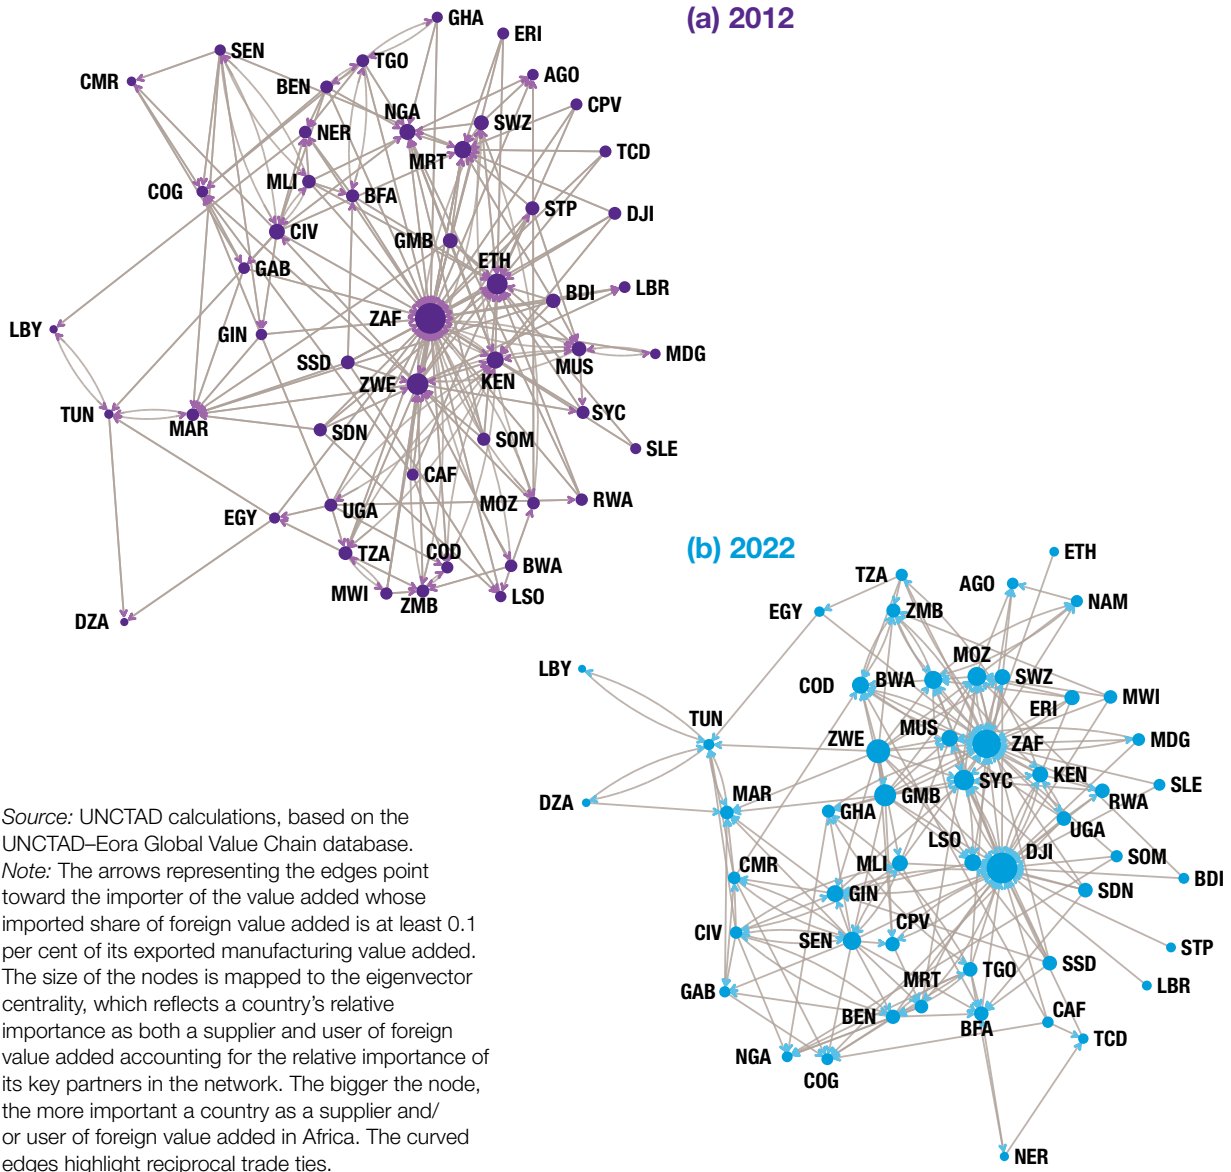 (a) 2012
GHA
ERI
SEN
TGO
CMR
BEN
AGO
NGA
CPV
SWZ
NER
MRT
TCD
COG
MLI
BFA
STP
DJI
CIV
GMB
ETH
GAB
BDI
LBR
ZAF
LBY
GIN
SSD
MUS
MDG
ZWE
KEN
TUN
MAR
SYC
SDN
SOM
SLE
CAF
UGA
MOZ
RWA
EGY
TZA
COD
BWA
MWI
ZMB
LSO
DZA
(b) 2022
ETH
TZA
AGO
EGY
ZMB
NAM
LBY
MOZ
COD
BWA
SWZ
MWI
ERI
TUN
MUS
ZWE
ZAF
MDG
KEN
SYC
SLE
DZA
MAR
GMB
RWA
GHA
UGA
LSO
DJI
CMR
MLI
SOM
BDI
GIN
SDN
CIV
CPV
SEN
STP
MRT
TGO
SSD
GAB
LBR
BEN
BFA
CAF
TCD
NGA
COG
NER
Source: UNCTAD calculations, based on the
UNCTAD–Eora Global Value Chain database.
Note: The arrows representing the edges point
toward the importer of the value added whose
imported share of foreign value added is at least 0.1
per cent of its exported manufacturing value added.
The size of the nodes is mapped to the eigenvector
centrality, which reflects a country's relative
importance as both a supplier and user of foreign
value added accounting for the relative importance of
its key partners in the network. The bigger the node,
the more important a country as a supplier and/
or user of foreign value added in Africa. The curved
edges highlight reciprocal trade ties.